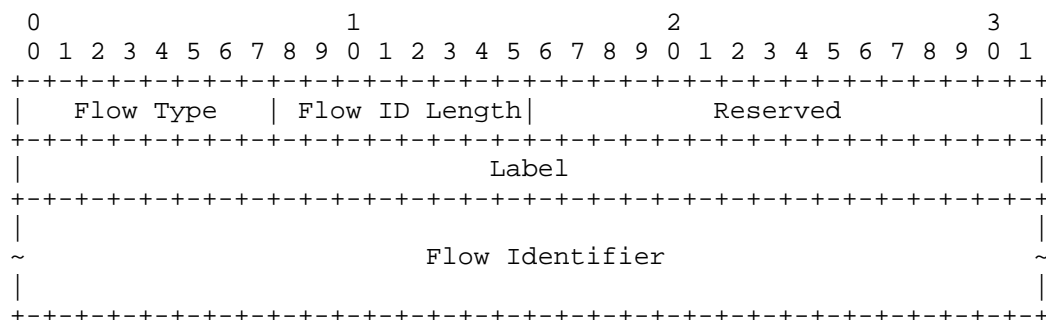 0                   1                   2                   3
 0 1 2 3 4 5 6 7 8 9 0 1 2 3 4 5 6 7 8 9 0 1 2 3 4 5 6 7 8 9 0 1
+-+-+-+-+-+-+-+-+-+-+-+-+-+-+-+-+-+-+-+-+-+-+-+-+-+-+-+-+-+-+-+-+
|   Flow Type   | Flow ID Length|           Reserved            |
+-+-+-+-+-+-+-+-+-+-+-+-+-+-+-+-+-+-+-+-+-+-+-+-+-+-+-+-+-+-+-+-+
|                             Label                             |
+-+-+-+-+-+-+-+-+-+-+-+-+-+-+-+-+-+-+-+-+-+-+-+-+-+-+-+-+-+-+-+-+
|                                                               |
~                         Flow Identifier                       ~
|                                                               |
+-+-+-+-+-+-+-+-+-+-+-+-+-+-+-+-+-+-+-+-+-+-+-+-+-+-+-+-+-+-+-+-+